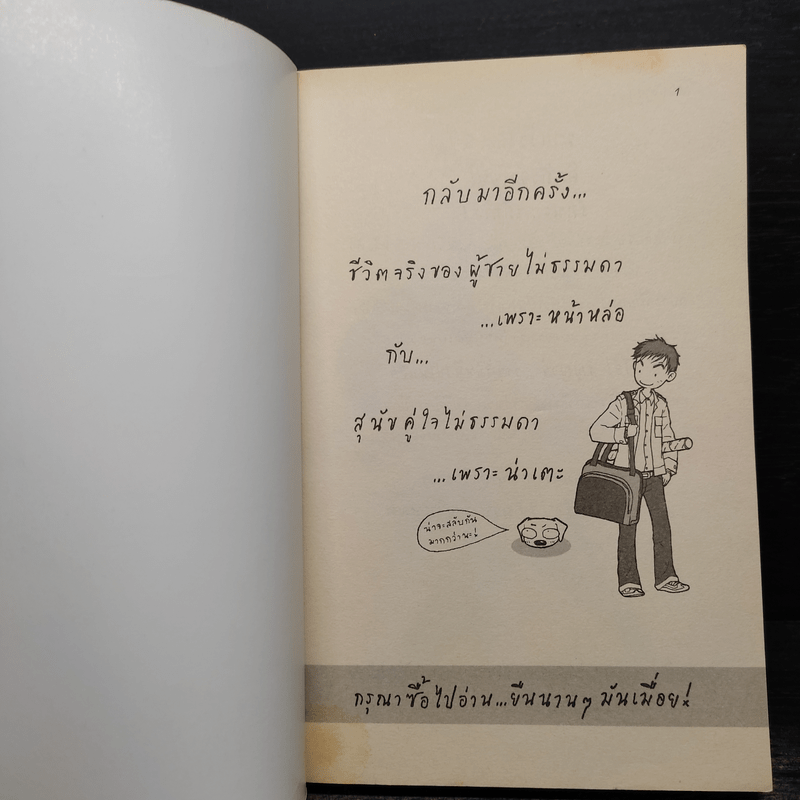 1
กลับมาอีกครั้ง...
ชีวิตจริงของผู้ชายไม่ธรรมดา
...เพราะหน้าหล่อ
กับ...
สุนัขคู่ใจไม่ธรรมดา
...เพราะน่าเตะ
น่าจะสลับกัน
มากกว่านะ!
กรุณาซื้อไปอ่าน...ยืนนานๆ มันเมื่อย!